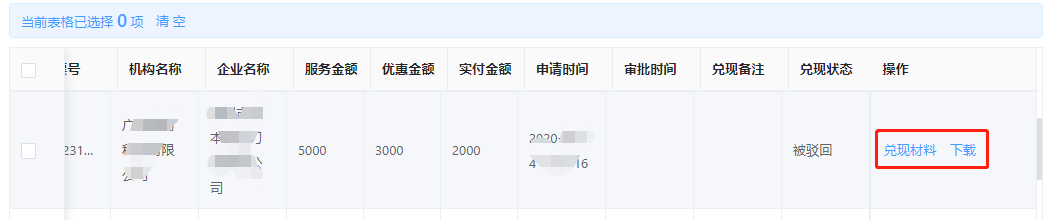 当前表格已选择 0 项 清 空
号 机构名称 企业名称 服务金额 优惠金额 实付金额 申请时间 审批时间 兑现备注 兑现状态 操作
231... 5000 3000 2000 被驳回 兑现材料 下载
限
公司
本
公
司
16